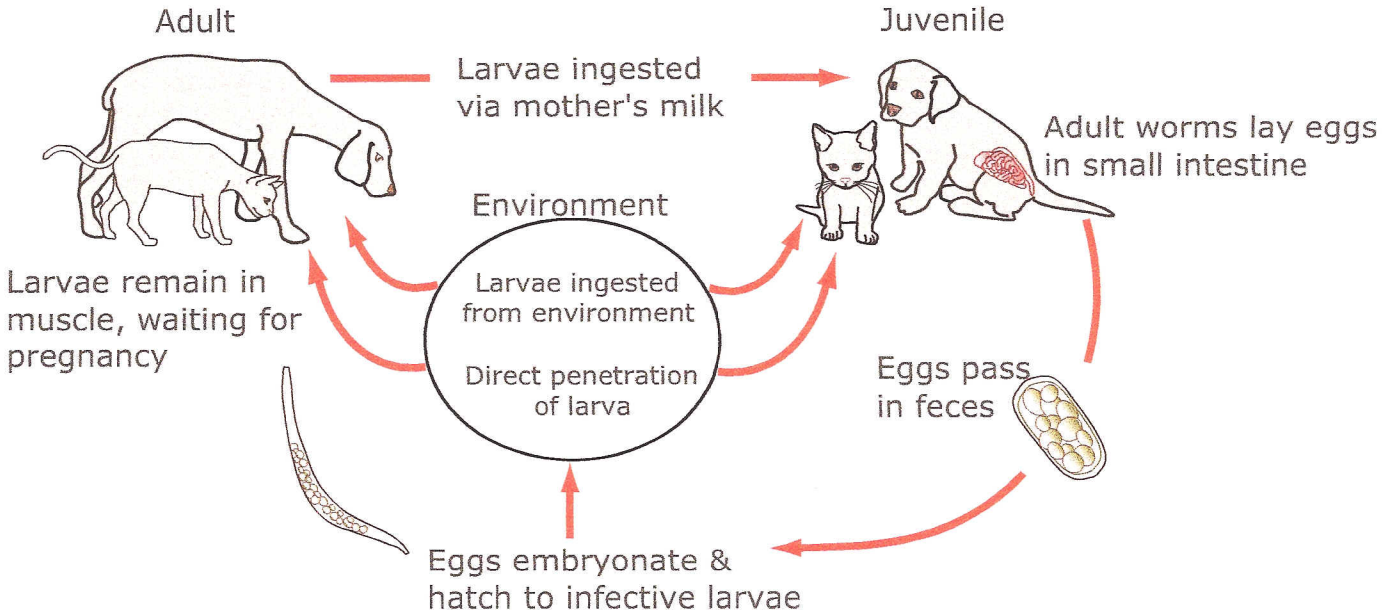 Adult
Juvenile
Larvae ingested
via mother's milk
Adult worms lay eggs
in small intestine
Environment
Larvae ingested
from environment
Direct penetration
of larva
Larvae remain in
muscle, waiting for
pregnancy
Eggs pass
in feces
Eggs embryonate &
hatch to infective larvae